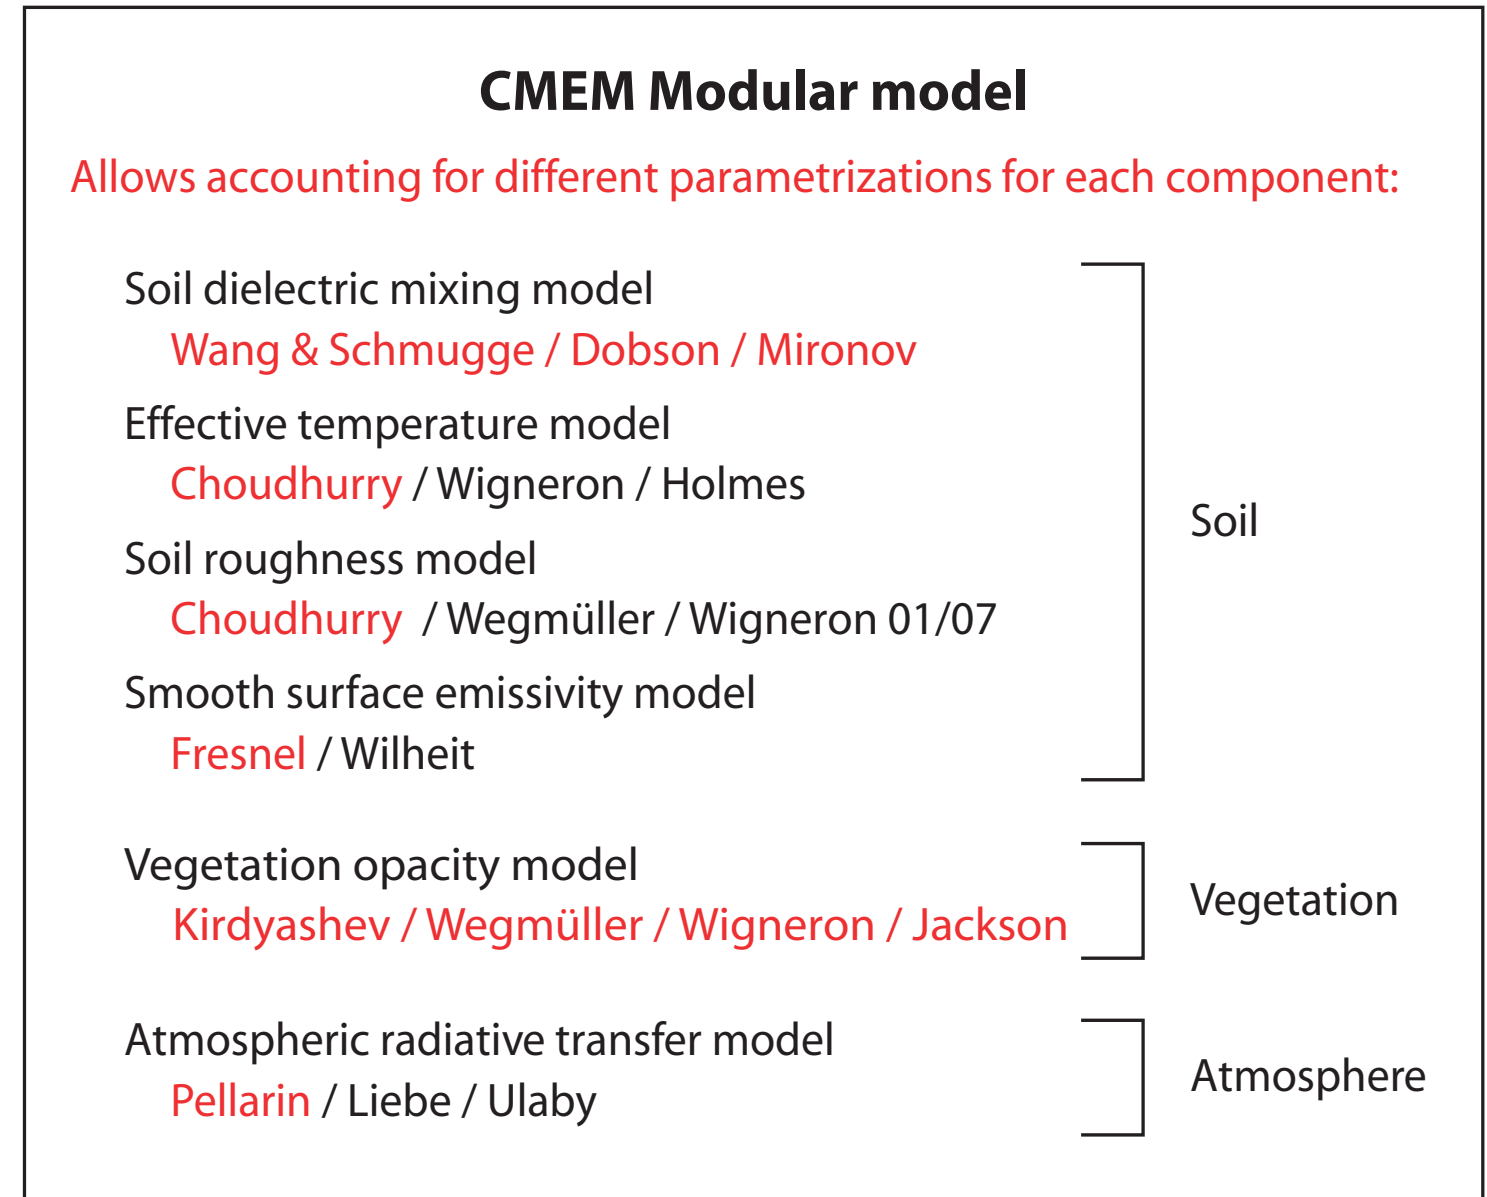 CMEM Modular model
Allows accounting for different parametrizations for each component:
Soil dielectric mixing model
Wang & Schmugge / Dobson / Mironov
Effective temperature model
Choudhurry / Wigneron / Holmes
Soil roughness model
Choudhurry / Wegmüller / Wigneron 01/07
Smooth surface emissivity model
Fresnel / Wilheit
Soil
Vegetation opacity model
Kirdyashev / Wegmüller / Wigneron / Jackson
Vegetation
Atmospheric radiative transfer model
Pellarin / Liebe / Ulaby
Atmosphere